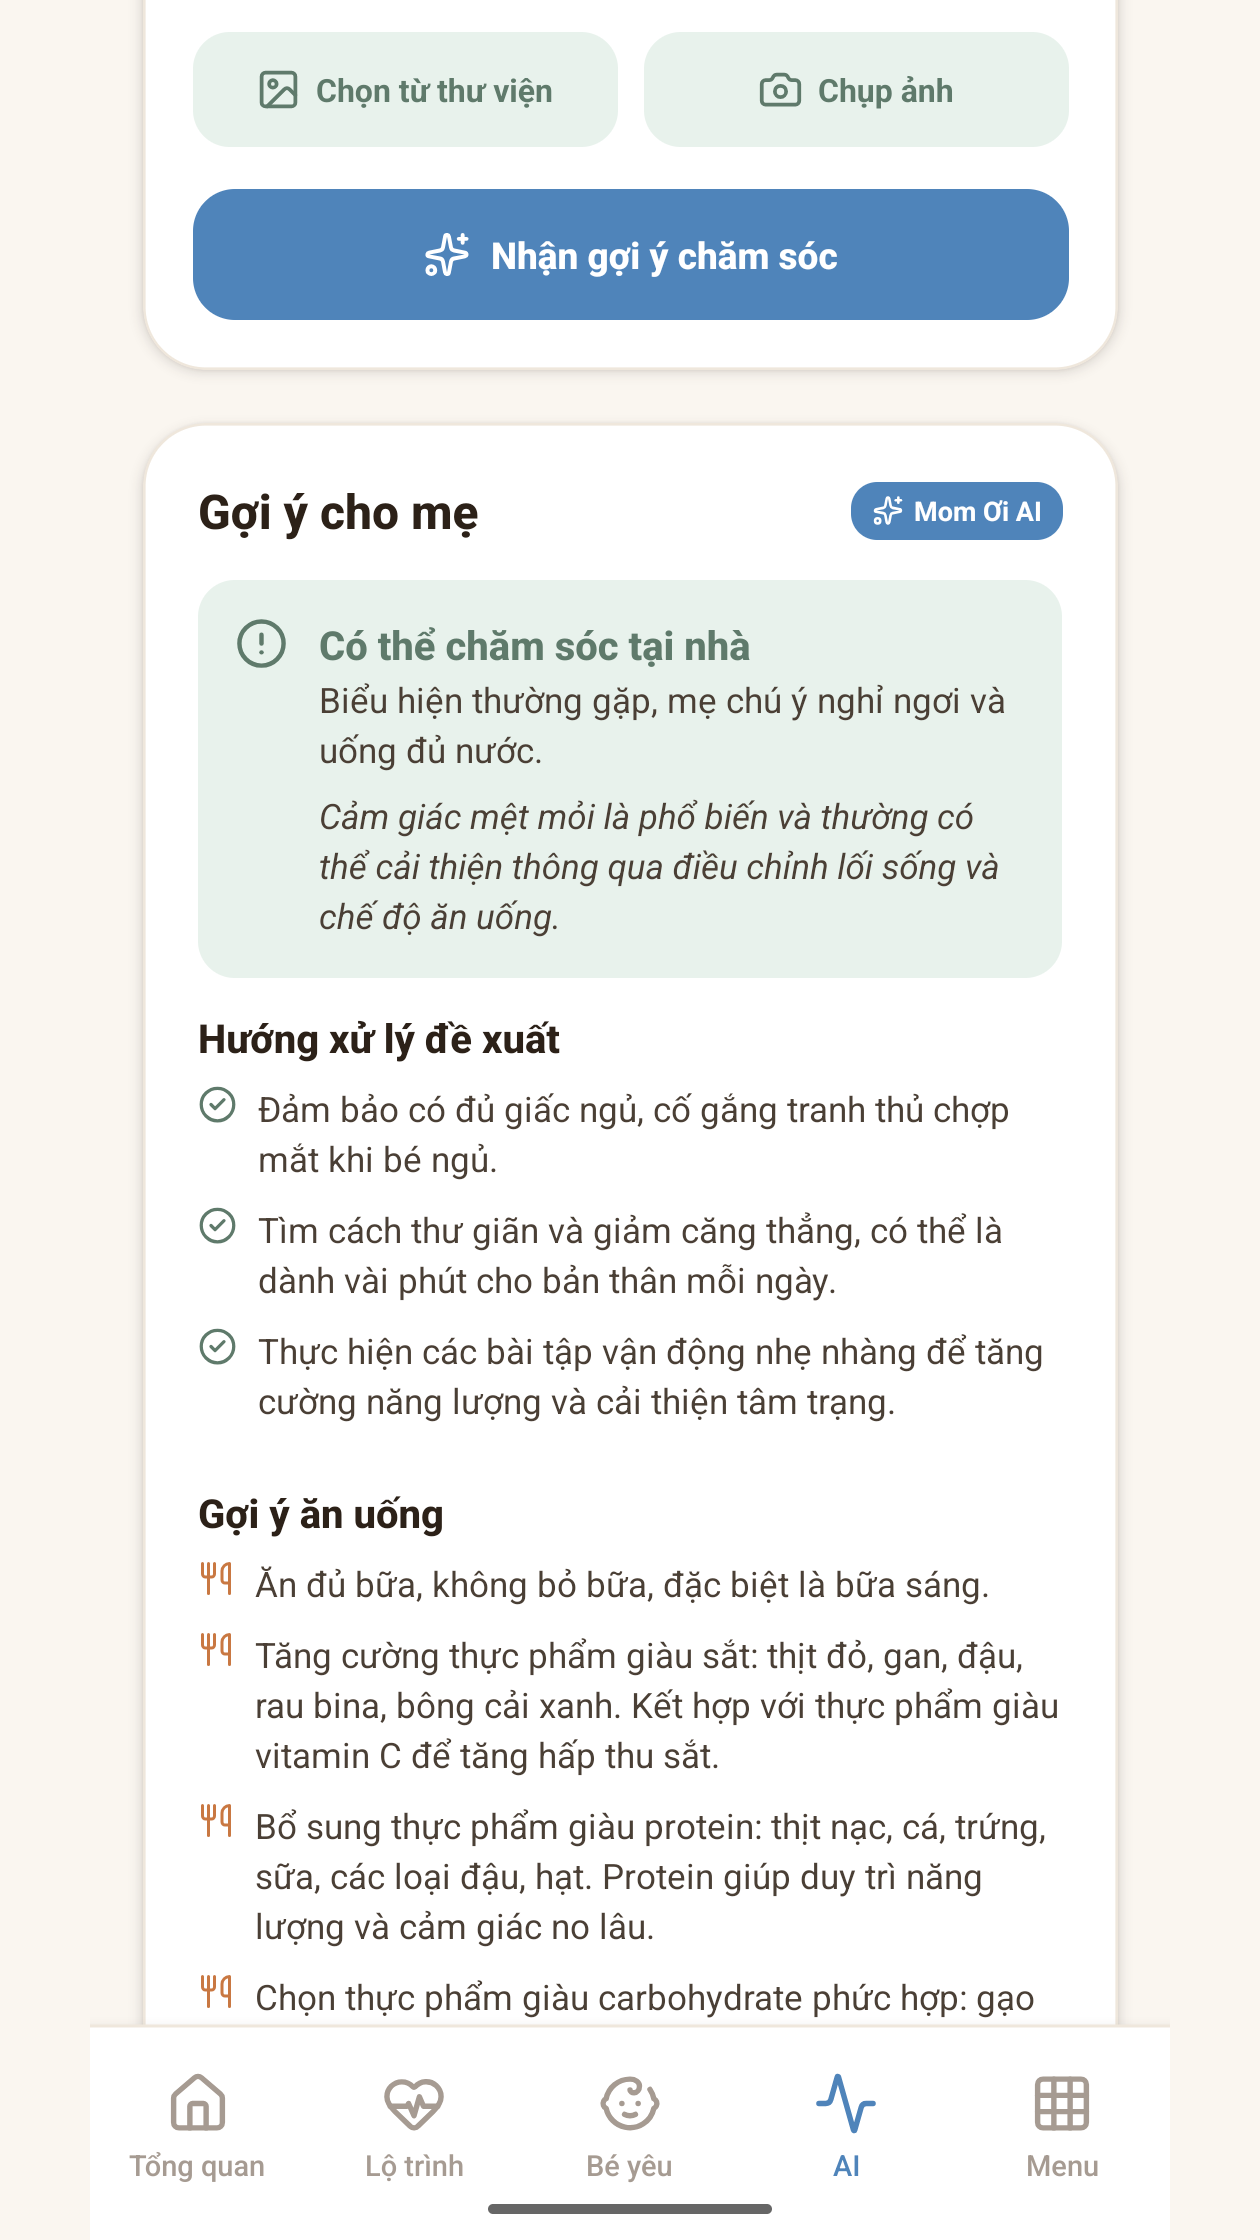 Chọn từ thư viện
Chụp ảnh
Nhận gợi ý chăm sóc
Gợi ý cho mẹ
Mom Ơi AI
Có thể chăm sóc tại nhà
Biểu hiện thường gặp, mẹ chú ý nghỉ ngơi và
uống đủ nước.
Cảm giác mệt mỏi là phổ biến và thường có
thể cải thiện thông qua điều chỉnh lối sống và
chế độ ăn uống.
Hướng xử lý đề xuất
Đảm bảo có đủ giấc ngủ, cố gắng tranh thủ chợp
mắt khi bé ngủ.
Tìm cách thư giãn và giảm căng thẳng, có thể là
dành vài phút cho bản thân mỗi ngày.
Thực hiện các bài tập vận động nhẹ nhàng để tăng
cường năng lượng và cải thiện tâm trạng.
Gợi ý ăn uống
Ăn đủ bữa, không bỏ bữa, đặc biệt là bữa sáng.
Tăng cường thực phẩm giàu sắt: thịt đỏ, gan, đậu,
rau bina, bông cải xanh. Kết hợp với thực phẩm giàu
vitamin C để tăng hấp thu sắt.
Bổ sung thực phẩm giàu protein: thịt nạc, cá, trứng,
sữa, các loại đậu, hạt. Protein giúp duy trì năng
lượng và cảm giác no lâu.
Chọn thực phẩm giàu carbohydrate phức hợp: gạo
Tổng quan
Lộ trình
Bé yêu
AI
Menu